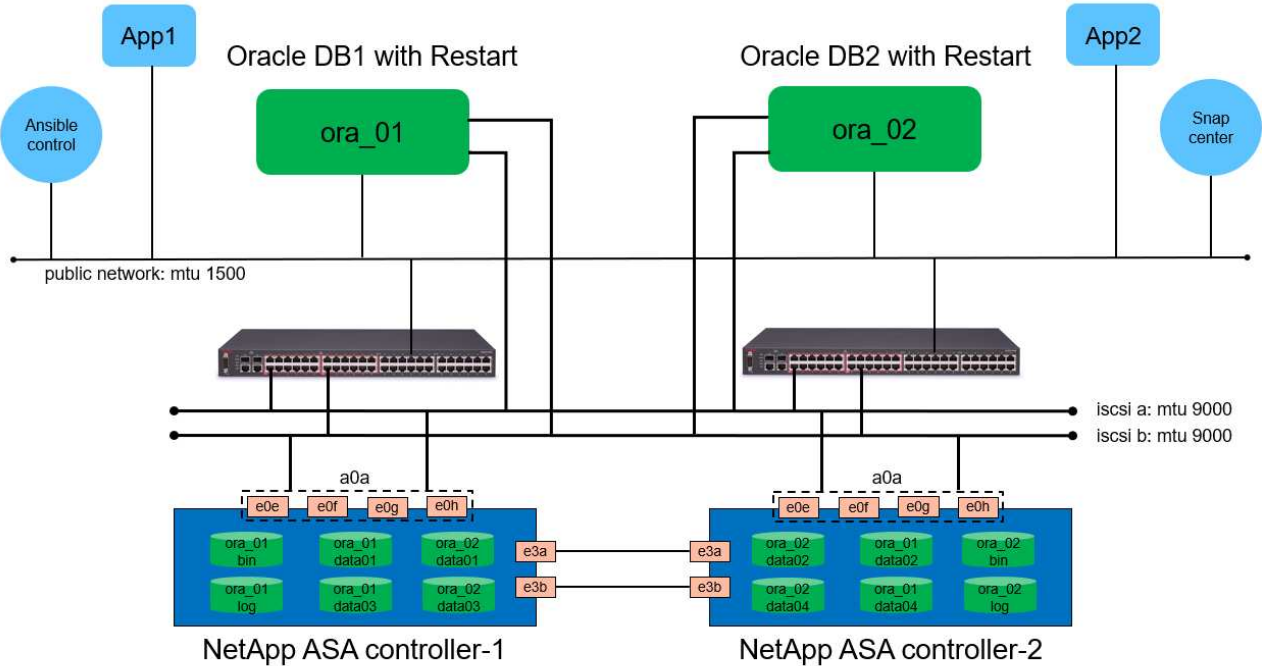 App1
App2
Oracle DB1 with Restart
Oracle DB2 with Restart
Ansible
control
ora_01
ora_02
Snap
center
public network: mtu 1500
iscsi a: mtu 9000
iscsi b: mtu 9000
a0a
a0a
e0e
e0f
e0g
e0h
e0e
e0f
e0g
e0h
ora_01
bin
ora_01
data01
ora_02
data01
e3a
e3a
ora_02
data02
ora_01
data02
ora_02
bin
ora_01
log
ora_01
data03
ora_02
data03
e3b
e3b
ora_02
data04
ora_01
data04
ora_02
log
NetApp ASA controller-1
NetApp ASA controller-2